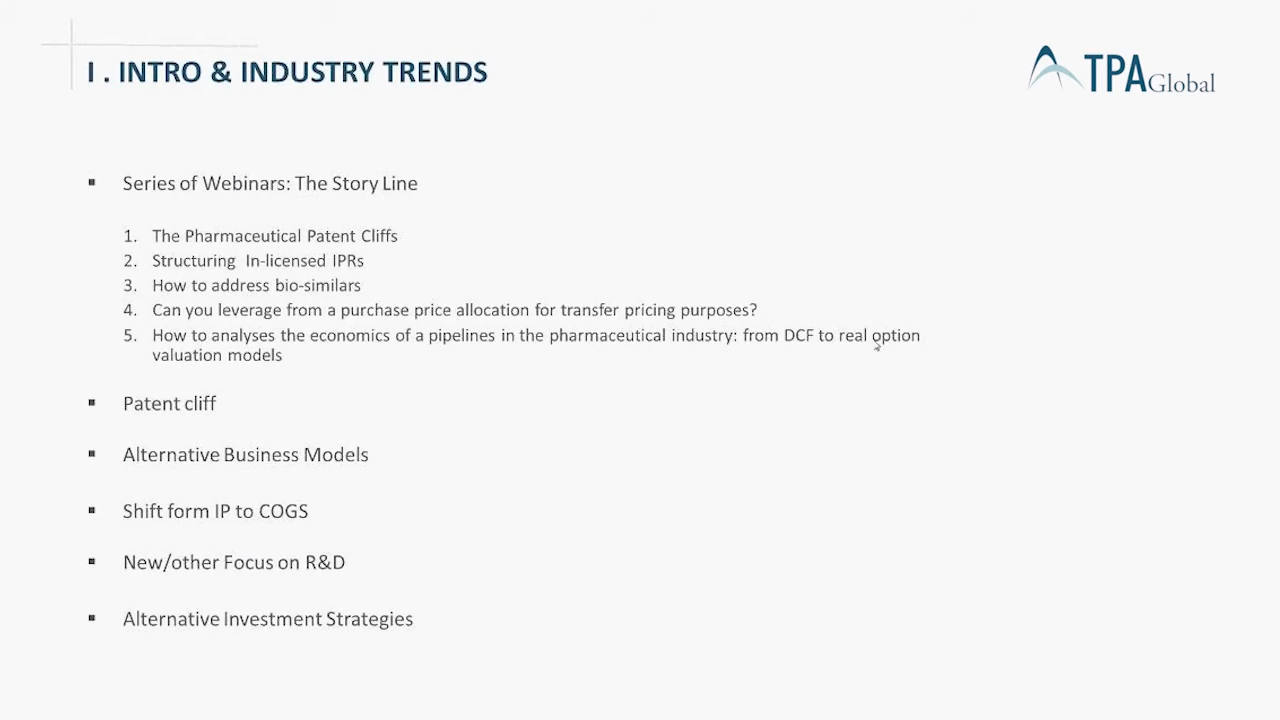 I . INTRO & INDUSTRY TRENDS
TPA Global
▪ Series of Webinars: The Story Line
1. The Pharmaceutical Patent Cliffs
2. Structuring In-licensed IPRs
3. How to address bio-similars
4. Can you leverage from a purchase price allocation for transfer pricing purposes?
5. How to analyses the economics of a pipelines in the pharmaceutical industry: from DCF to real option
valuation models
▪ Patent cliff
▪ Alternative Business Models
▪ Shift form IP to COGS
▪ New/other Focus on R&D
▪ Alternative Investment Strategies